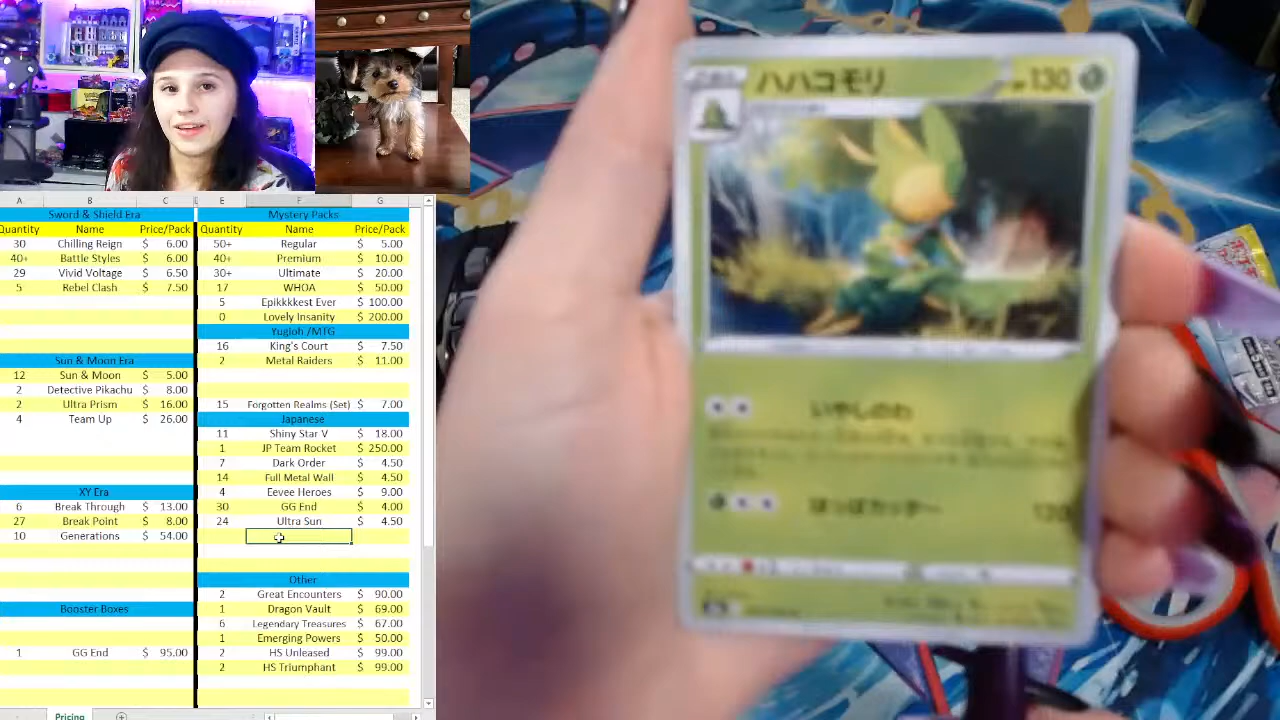 A B C E F G
Sword & Shield Era
Quantity Name Price/Pack
30 Chilling Reign $ 6.00
40+ Battle Styles $ 6.00
29 Vivid Voltage $ 6.50
5 Rebel Clash $ 7.50
Sun & Moon Era
12 Sun & Moon $ 5.00
2 Detective Pikachu $ 8.00
2 Ultra Prism $ 16.00
4 Team Up $ 26.00
XY Era
6 Break Through $ 13.00
27 Break Point $ 8.00
10 Generations $ 54.00
Booster Boxes
1 GG End $ 95.00
Mystery Packs
Quantity Name Price/Pack
50+ Regular $ 5.00
40+ Premium $ 10.00
30+ Ultimate $ 20.00
17 WHOA $ 50.00
5 Epikkkkest Ever $ 100.00
0 Lovely Insanity $ 200.00
Yugioh /MTG
16 King's Court $ 7.50
2 Metal Raiders $ 11.00
15 Forgotten Realms (Set) $ 7.00
Japanese
11 Shiny Star V $ 18.00
1 JP Team Rocket $ 250.00
7 Dark Order $ 4.50
14 Full Metal Wall $ 4.50
4 Eevee Heroes $ 9.00
30 GG End $ 4.00
24 Ultra Sun $ 4.50
Other
2 Great Encounters $ 90.00
1 Dragon Vault $ 69.00
6 Legendary Treasures $ 67.00
1 Emerging Powers $ 50.00
2 HS Unleased $ 99.00
2 HS Triumphant $ 99.00
Pricing
ハハコモリ 130
いやしのわ
はっぱカッター 120